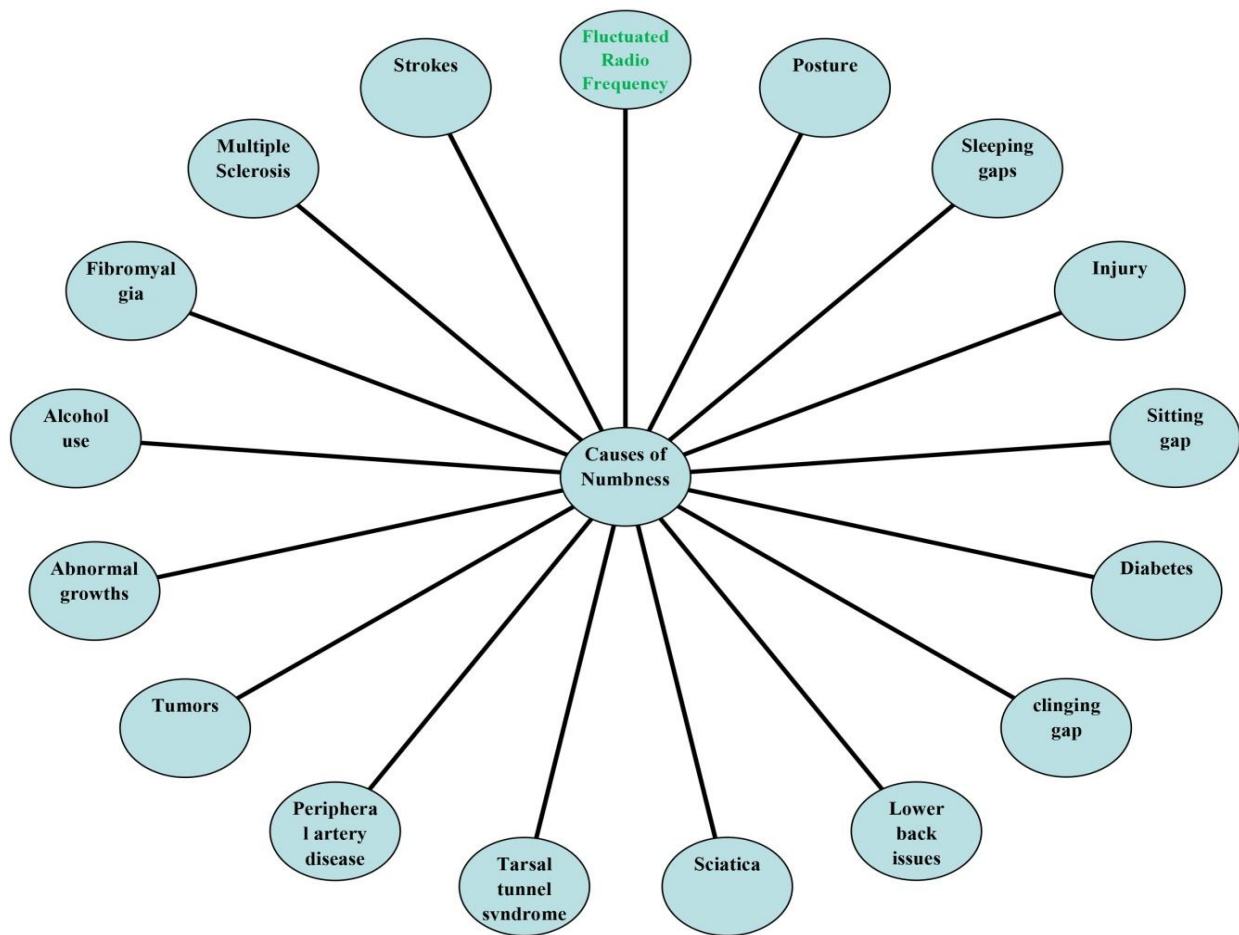 Fluctuated
Radio
Frequency
Posture
Sleeping
gaps
Injury
Sitting
gap
Diabetes
clinging
gap
Lower
back
issues
Sciatica
Tarsal
tunnel
syndrome
Periphera
l artery
disease
Tumors
Abnormal
growths
Alcohol
use
Fibromyal
gia
Multiple
Sclerosis
Strokes
Causes of
Numbness